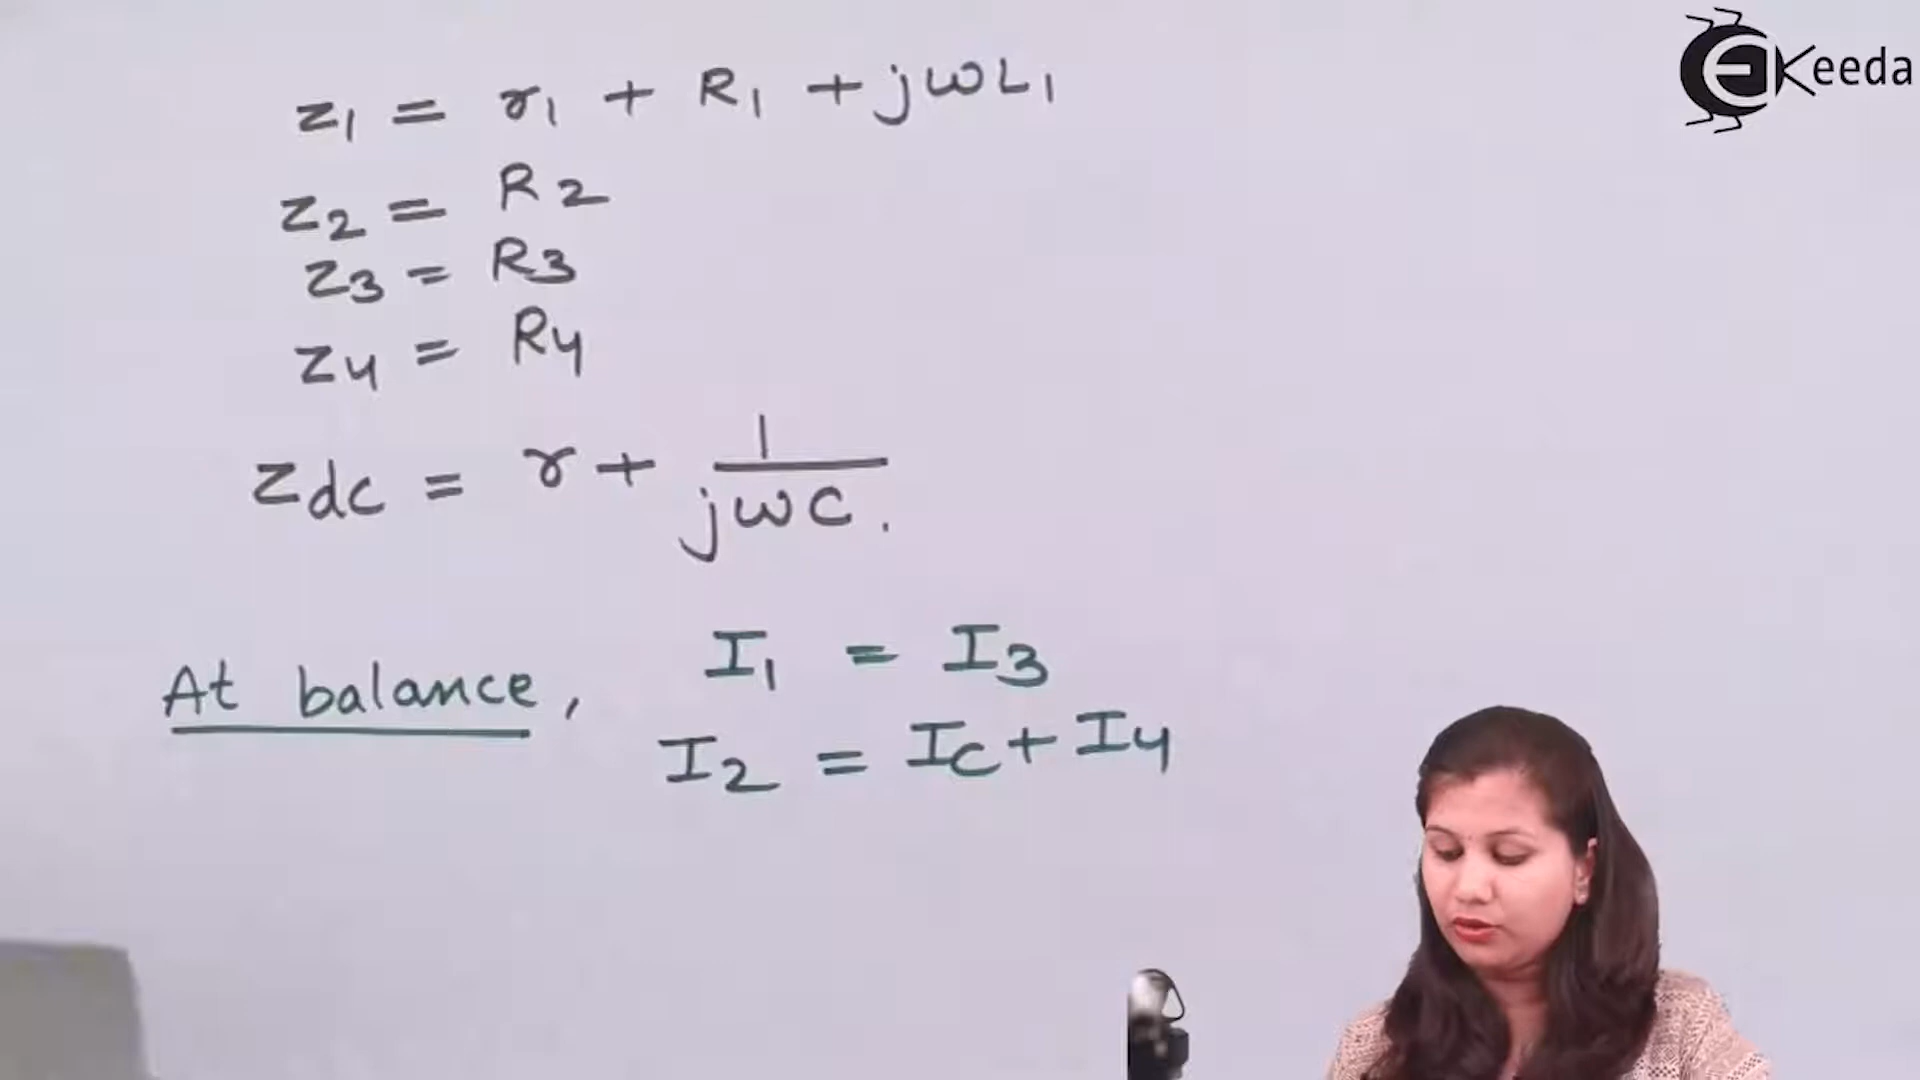 EKeeda
z1 = r1 + R1 + jωL1
z2 = R2
z3 = R3
z4 = R4
zdc = r + 1/jωC.
At balance, I1 = I3
I2 = Ic + I4